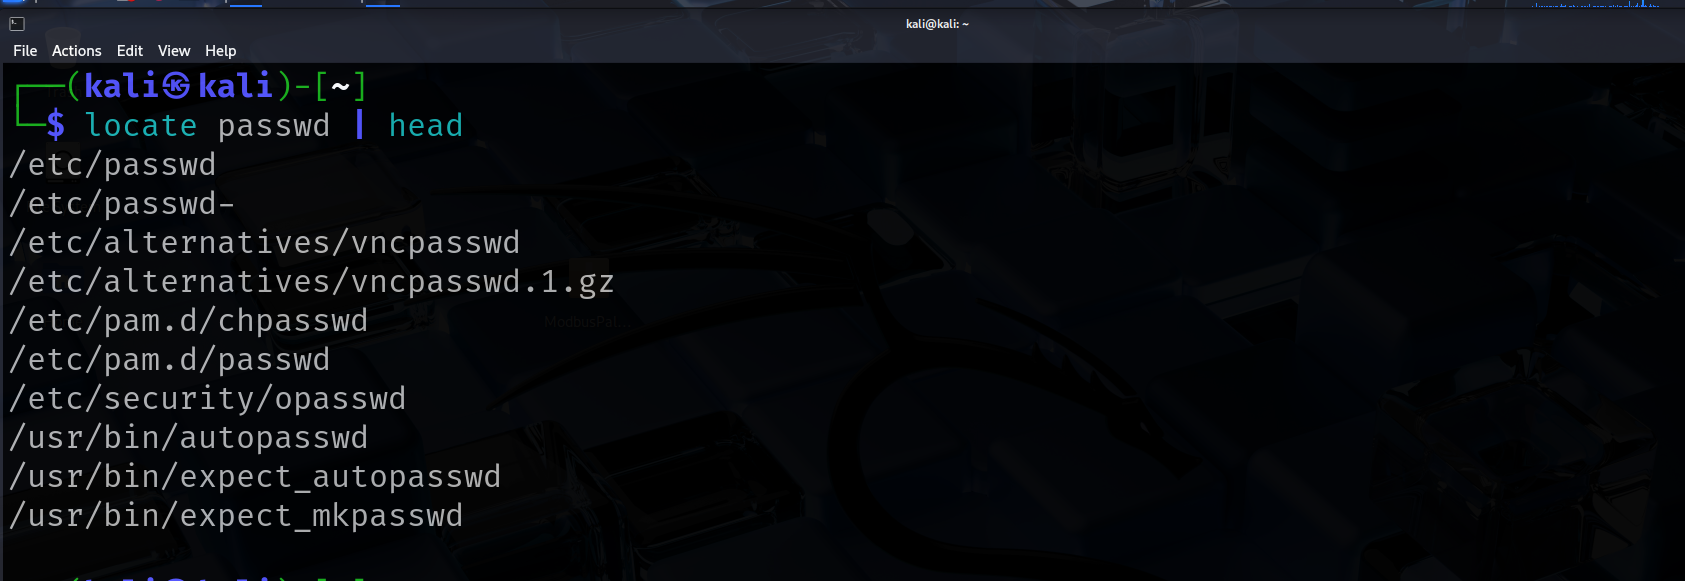 kali@kali: ~
File Actions Edit View Help
┌──(kali㉿kali)-[~]
└─$ locate passwd | head
/etc/passwd
/etc/passwd-
/etc/alternatives/vncpasswd
/etc/alternatives/vncpasswd.1.gz
/etc/pam.d/chpasswd
ModbusPal...
/etc/pam.d/passwd
/etc/security/opasswd
/usr/bin/autopasswd
/usr/bin/expect_autopasswd
/usr/bin/expect_mkpasswd